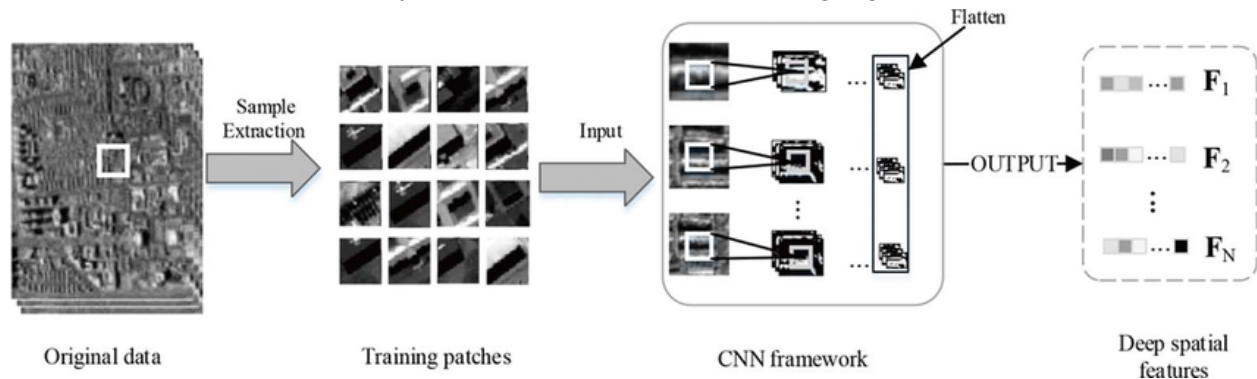 Flatten
Sample
Extraction
Input
OUTPUT
F1
F2
FN
Original data
Training patches
CNN framework
Deep spatial
features